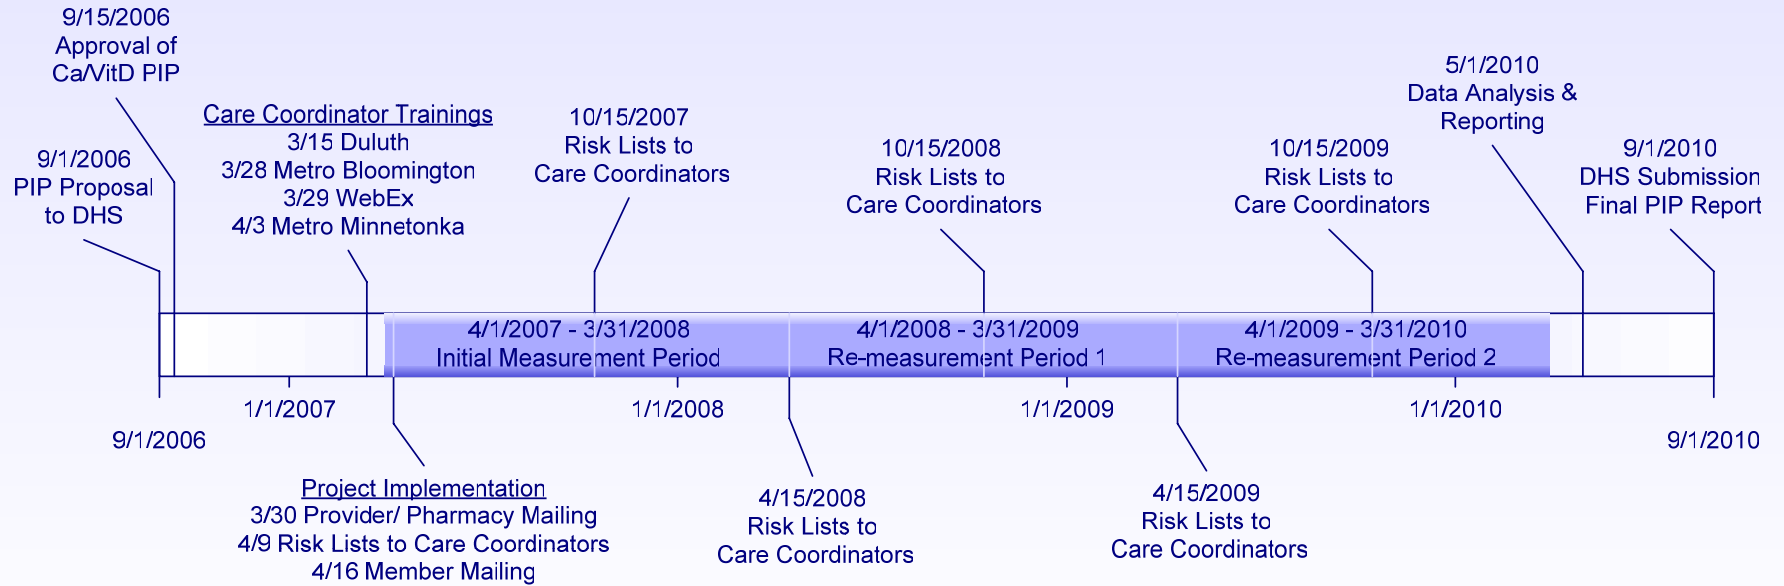 9/15/2006
Approval of
Ca/VitD PIP
9/1/2006
PIP Proposal
to DHS
Care Coordinator Trainings
3/15 Duluth
3/28 Metro Bloomington
3/29 WebEx
4/3 Metro Minnetonka
10/15/2007
Risk Lists to
Care Coordinators
10/15/2008
Risk Lists to
Care Coordinators
10/15/2009
Risk Lists to
Care Coordinators
5/1/2010
Data Analysis &
Reporting
9/1/2010
DHS Submission
Final PIP Report
4/1/2007 - 3/31/2008
Initial Measurement Period
4/1/2008 - 3/31/2009
Re-measurement Period 1
4/1/2009 - 3/31/2010
Re-measurement Period 2
9/1/2006
1/1/2007
1/1/2008
1/1/2009
1/1/2010
9/1/2010
Project Implementation
3/30 Provider/ Pharmacy Mailing
4/9 Risk Lists to Care Coordinators
4/16 Member Mailing
4/15/2008
Risk Lists to
Care Coordinators
4/15/2009
Risk Lists to
Care Coordinators